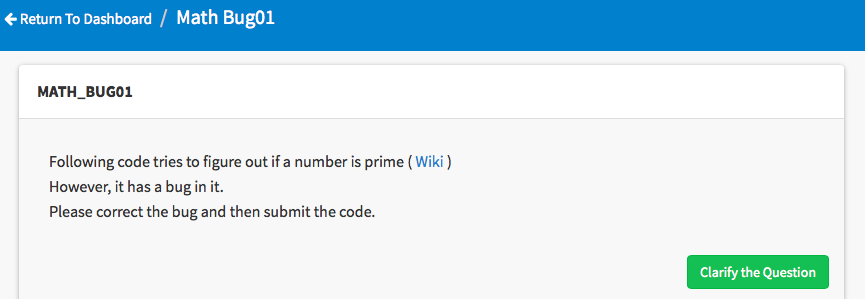 Return To Dashboard / Math Bug01
MATH_BUG01
Following code tries to figure out if a number is prime ( Wiki )
However, it has a bug in it.
Please correct the bug and then submit the code.
Clarify the Question